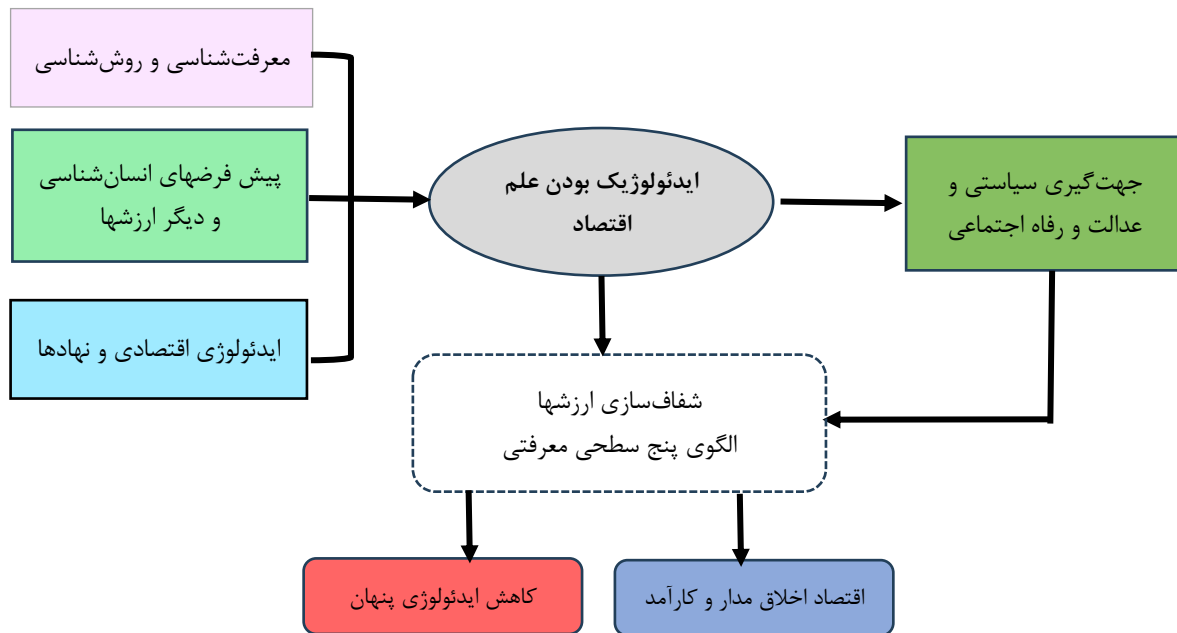 معرفت‌شناسی و روش‌شناسی
پیش فرضهای انسان‌شناسی
و دیگر ارزشها
ایدئولوژی اقتصادی و نهادها
ایدئولوژیک بودن علم
اقتصاد
جهت‌گیری سیاستی و
عدالت و رفاه اجتماعی
شفاف‌سازی ارزشها
الگوی پنج سطحی معرفتی
کاهش ایدئولوژی پنهان
اقتصاد اخلاق مدار و کارآمد